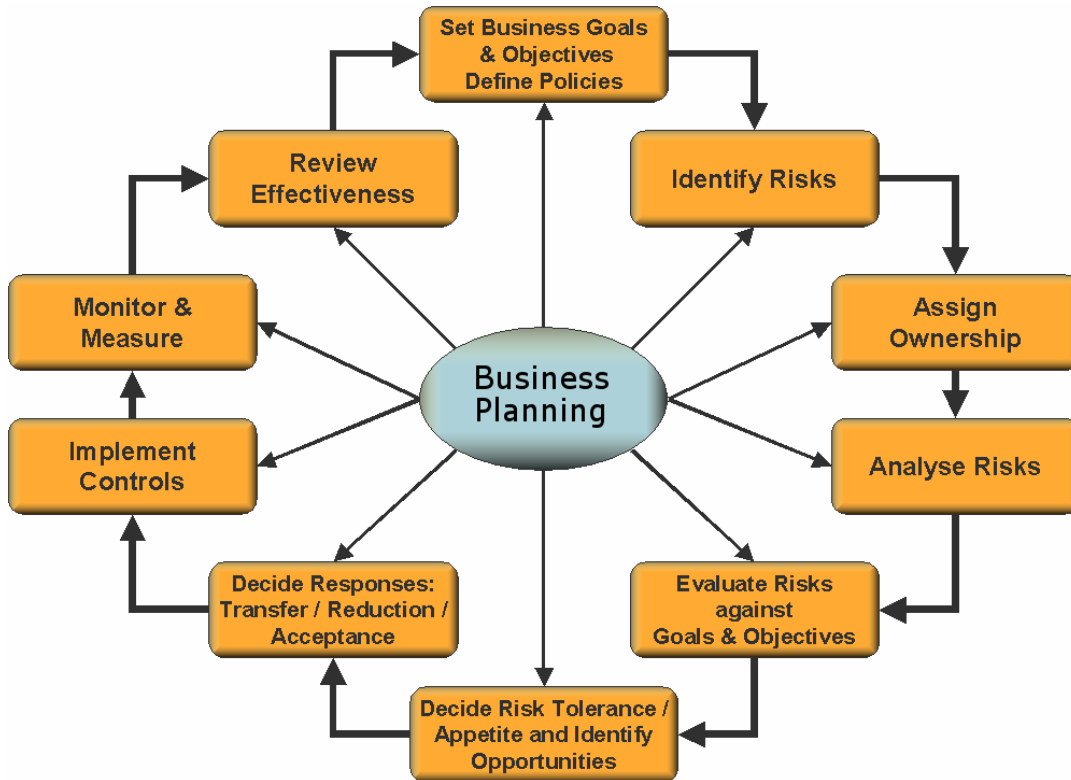 Set Business Goals
& Objectives
Define Policies
Identify Risks
Assign
Ownership
Analyse Risks
Evaluate Risks
against
Goals & Objectives
Decide Risk Tolerance /
Appetite and Identify
Opportunities
Decide Responses:
Transfer / Reduction /
Acceptance
Implement
Controls
Monitor &
Measure
Review
Effectiveness
Business
Planning